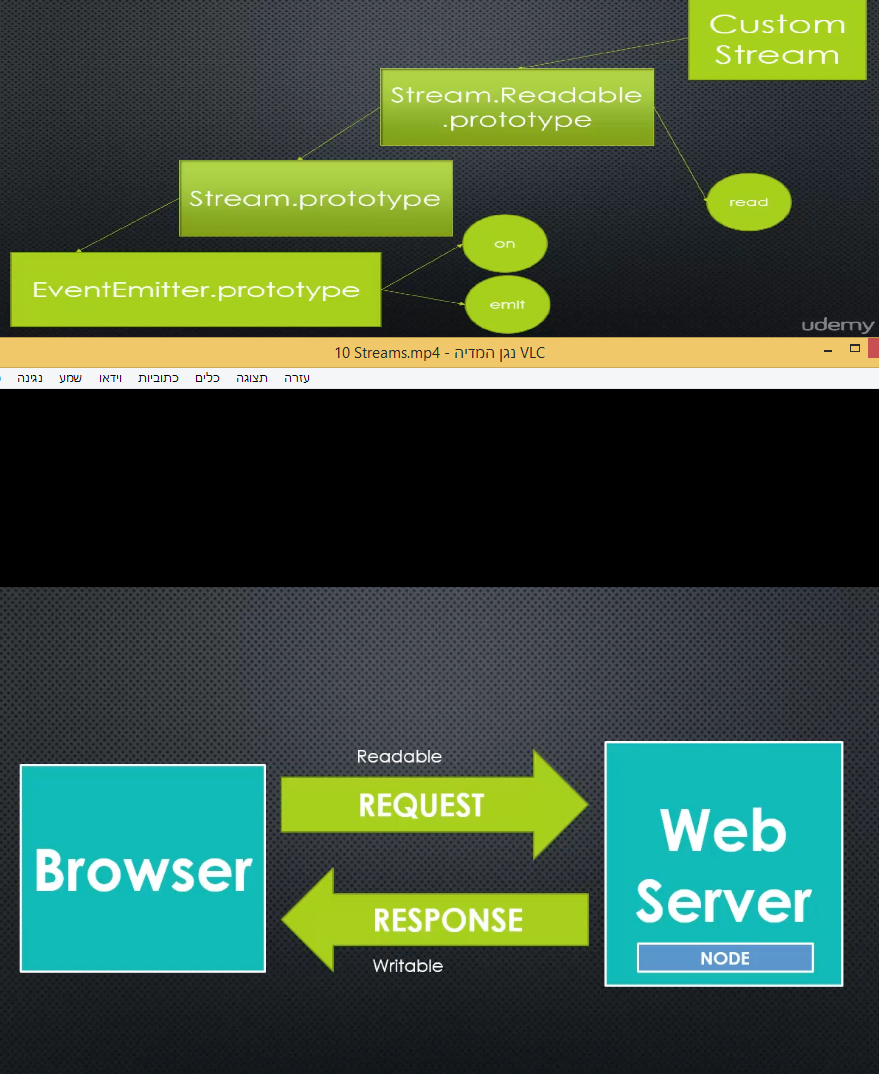 Custom
Stream
Stream.Readable
.prototype
Stream.prototype
read
on
EventEmitter.prototype
emit
udemy
10 Streams.mp4 - נגן המדיה VLC
נגינה שמע וידאו כתוביות כלים תצוגה עזרה
Readable
REQUEST
Browser
Web
Server
RESPONSE
Writable
NODE